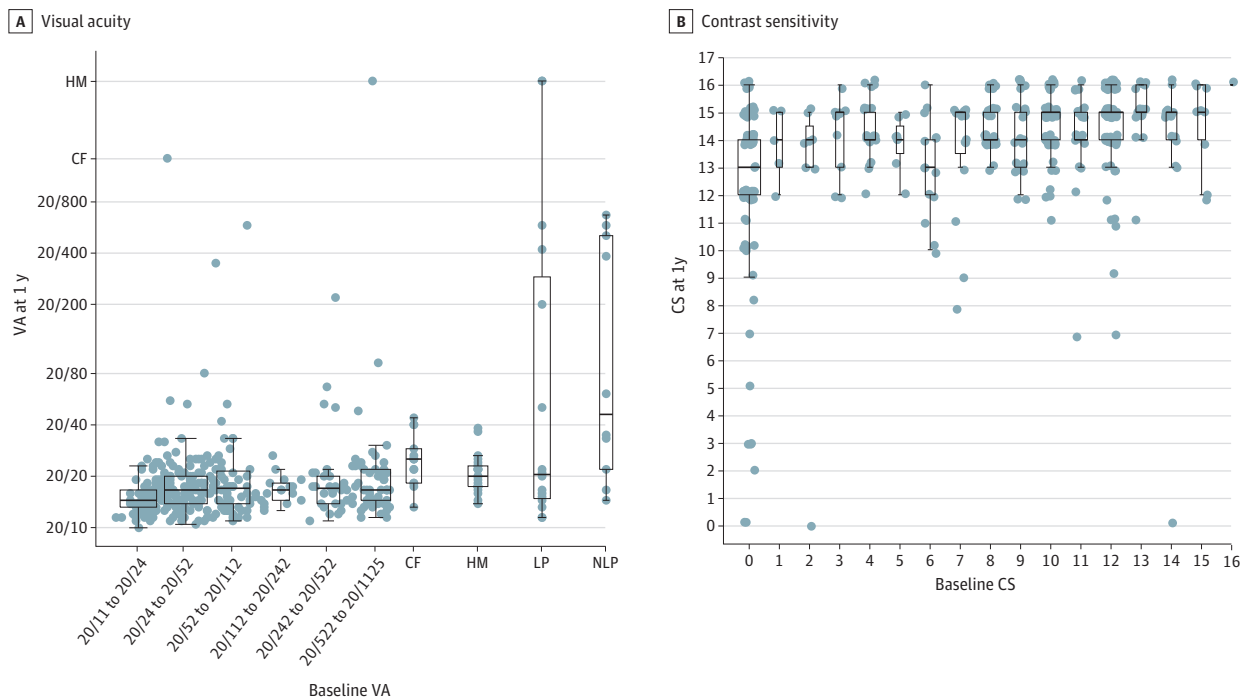 A Visual acuity
HM
CF
20/800
20/400
20/200
20/80
20/40
20/20
20/10
VA at 1 y
20/11 to 20/24
20/24 to 20/52
20/52 to 20/112
20/112 to 20/242
20/242 to 20/522
20/522 to 20/1125
CF
HM
LP
NLP
Baseline VA
B Contrast sensitivity
17
16
15
14
13
12
11
10
9
8
7
6
5
4
3
2
1
0
CS at 1y
0 1 2 3 4 5 6 7 8 9 10 11 12 13 14 15 16
Baseline CS